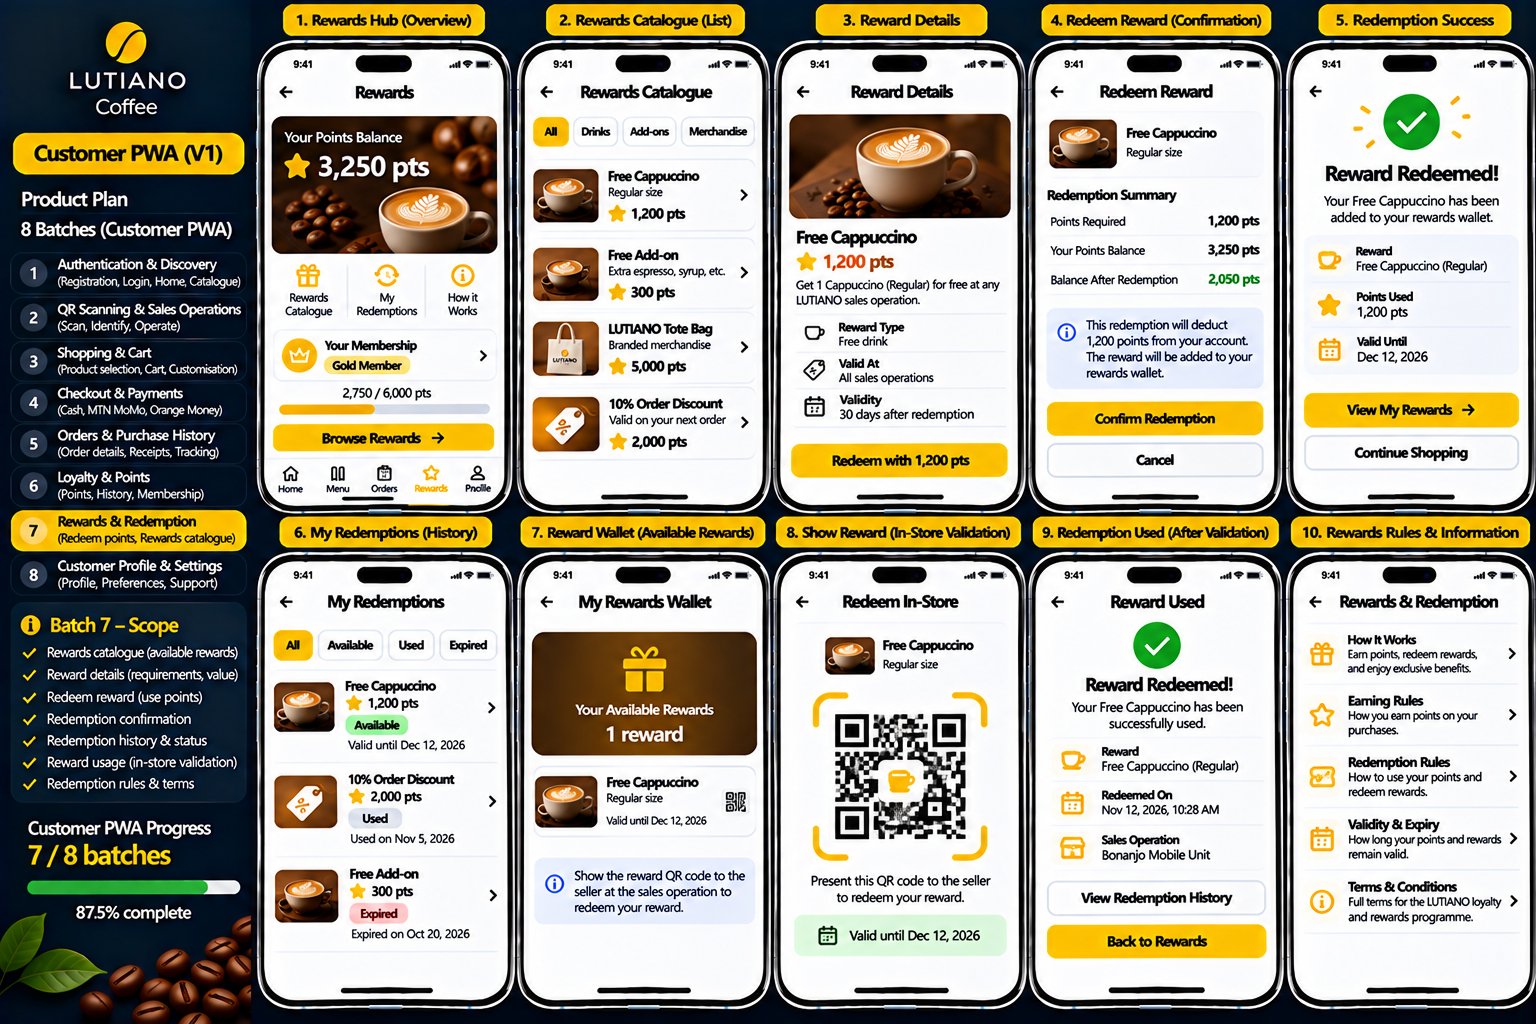 LUTIANO
Coffee
Customer PWA (V1)
Product Plan
8 Batches (Customer PWA)
1
Authentication & Discovery
(Registration, Login, Home, Catalogue)
2
QR Scanning & Sales Operations
(Scan, Identify, Operate)
3
Shopping & Cart
(Product selection, Cart, Customisation)
4
Checkout & Payments
(Cash, MTN MoMo, Orange Money)
5
Orders & Purchase History
(Order details, Receipts, Tracking)
6
Loyalty & Points
(Points, History, Membership)
7
Rewards & Redemption
(Redeem points, Rewards catalogue)
8
Customer Profile & Settings
(Profile, Preferences, Support)
Batch 7 – Scope
Rewards catalogue (available rewards)
Reward details (requirements, value)
Redeem reward (use points)
Redemption confirmation
Redemption history & status
Reward usage (in-store validation)
Redemption rules & terms
Customer PWA Progress
7 / 8 batches
87.5% complete
1. Rewards Hub (Overview)
9:41
Rewards
Your Points Balance
3,250 pts
Rewards
Catalogue
My
Redemptions
How it
Works
Your Membership
Gold Member
2,750 / 6,000 pts
Browse Rewards →
Home
Menu
Orders
Rewards
2. Rewards Catalogue (List)
9:41
Rewards Catalogue
All
Drinks
Add-ons
Merchandise
Free Cappuccino
Regular size
1,200 pts
Free Add-on
Extra espresso, syrup, etc.
300 pts
LUTIANO
LUTIANO Tote Bag
Branded merchandise
5,000 pts
10% Order Discount
Valid on your next order
2,000 pts
3. Reward Details
9:41
Reward Details
Free Cappuccino
1,200 pts
Get 1 Cappuccino (Regular) for free at any
LUTIANO sales operation.
Reward Type
Free drink
Valid At
All sales operations
Validity
30 days after redemption
Redeem with 1,200 pts
4. Redeem Reward (Confirmation)
9:41
Redeem Reward
Free Cappuccino
Regular size
Redemption Summary
Points Required 1,200 pts
Your Points Balance 3,250 pts
Balance After Redemption 2,050 pts
This redemption will deduct
1,200 points from your account.
The reward will be added to your
rewards wallet.
Confirm Redemption
Cancel
5. Redemption Success
9:41
Reward Redeemed!
Your Free Cappuccino has been
added to your rewards wallet.
Reward
Free Cappuccino (Regular)
Points Used
1,200 pts
Valid Until
Dec 12, 2026
View My Rewards →
Continue Shopping
6. My Redemptions (History)
9:41
My Redemptions
All
Available
Used
Expired
Free Cappuccino
1,200 pts
Available
Valid until Dec 12, 2026
10% Order Discount
2,000 pts
Used
Used on Nov 5, 2026
Free Add-on
300 pts
Expired
Expired on Oct 20, 2026
7. Reward Wallet (Available Rewards)
9:41
My Rewards Wallet
Your Available Rewards
1 reward
Free Cappuccino
Regular size
Valid until Dec 12, 2026
Show the reward QR code to the
seller at the sales operation to
redeem your reward.
8. Show Reward (In-Store Validation)
9:41
Redeem In-Store
Free Cappuccino
Regular size
Present this QR code to the seller
to redeem your reward.
Valid until Dec 12, 2026
9. Redemption Used (After Validation)
9:41
Reward Used
Reward Redeemed!
Your Free Cappuccino has been
successfully used.
Reward
Free Cappuccino (Regular)
Redeemed On
Nov 12, 2026, 10:28 AM
Sales Operation
Bonanjo Mobile Unit
View Redemption History
Back to Rewards
10. Rewards Rules & Information
9:41
Rewards & Redemption
How It Works
Earn points, redeem rewards,
and enjoy exclusive benefits.
Earning Rules
How you earn points on your
purchases.
Redemption Rules
How to use your points and
redeem rewards.
Validity & Expiry
How long your points and rewards
remain valid.
Terms & Conditions
Full terms for the LUTIANO loyalty
and rewards programme.